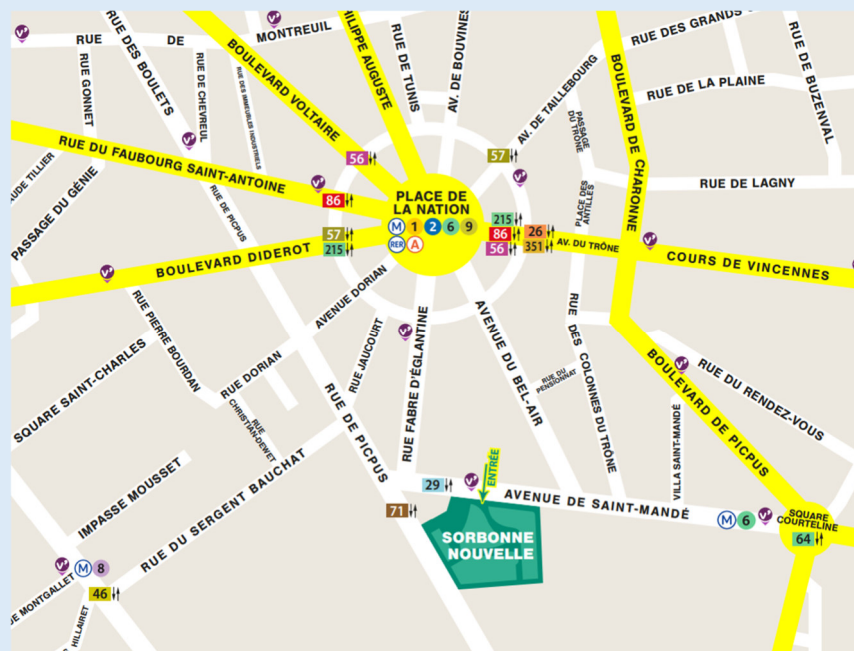 RUE DE MONTREUIL
RUE DES BOULETS
BOULEVARD VOLTAIRE
PHILIPPE AUGUSTE
RUE DE TUNIS
AV. DE BOUVINES
RUE DES GRANDS
BOULEVARD DE CHARONNE
RUE DE BUZENVAL
RUE GONNET
RUE DE CHEVREUL
RUE DES IMMEUBLES INDUSTRIELS
AV. DE TAILLEBOURG
RUE DE LA PLAINE
PASSAGE DU TRÔNE
56
57
RUE DU FAUBOURG SAINT-ANTOINE
TILLIER
PASSAGE DU GÉNIE
RUE DE PICPUS
86
PLACE DE
LA NATION
M 1 2 6 9
RER A
RUE DE LAGNY
PLACE DES
ANTILLES
215
86
56
26
351
AV. DU TRÔNE
COURS DE VINCENNES
57
215
BOULEVARD DIDEROT
AVENUE DORIAN
RUE PIERRE BOURDAN
SQUARE SAINT-CHARLES
RUE DORIAN
RUE JAUCOURT
RUE FABRE D'ÉGLANTINE
AVENUE DU BEL-AIR
RUE DES COLONNES DU TRÔNE
RUE DU
PENSIONNAT
BOULEVARD DE PICPUS
RUE DU RENDEZ-VOUS
VILLA SAINT-MANDÉ
RUE
CHRISTIAN-DEWET
RUE DE PICPUS
IMPASSE MOUSSET
RUE DU SERGENT BAUCHAT
ENTRÉE
29
71
AVENUE DE SAINT-MANDÉ
M 6
SQUARE
COURTELINE
64
SORBONNE
NOUVELLE
M 8
MONTGALLET
46
HILLAIRET